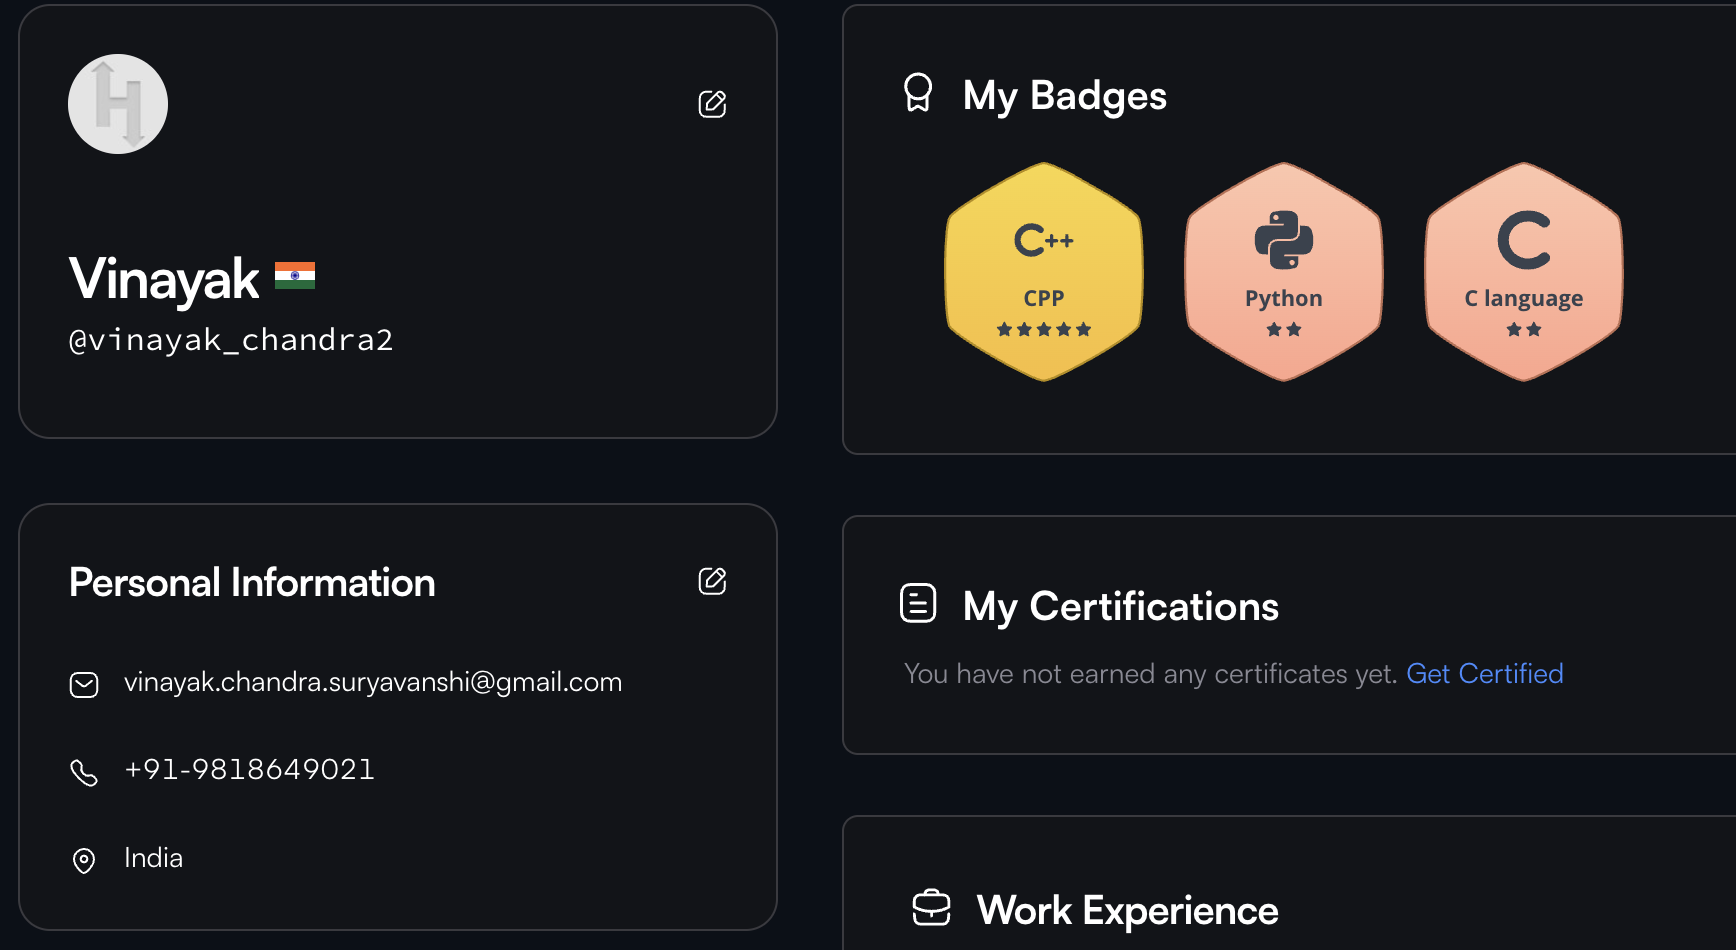 Vinayak
@vinayak_chandra2
Personal Information
vinayak.chandra.suryavanshi@gmail.com
+91-9818649021
India
My Badges
C++
CPP
Python
C
C language
My Certifications
You have not earned any certificates yet. Get Certified
Work Experience